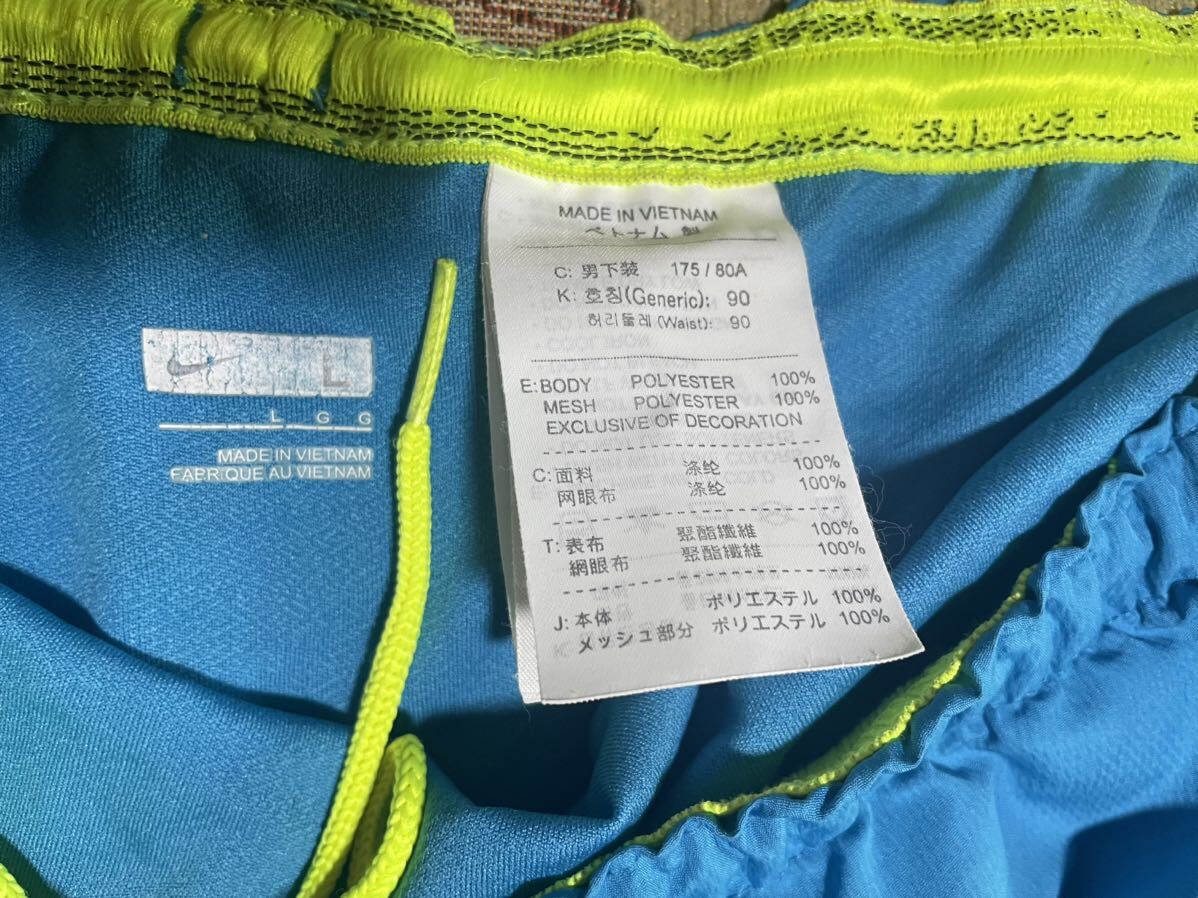 L
L G G
MADE IN VIETNAM
FABRIQUE AU VIETNAM
MADE IN VIETNAM
ベトナム 製
C: 男下装 175 / 80A
K: 호칭(Generic): 90
허리둘레 (Waist): 90
E: BODY POLYESTER 100%
MESH POLYESTER 100%
EXCLUSIVE OF DECORATION
C: 面料 涤纶 100%
网眼布 涤纶 100%
T: 表布 聚酯纖維 100%
網眼布 聚酯纖維 100%
J: 本体 ポリエステル 100%
メッシュ部分 ポリエステル 100%